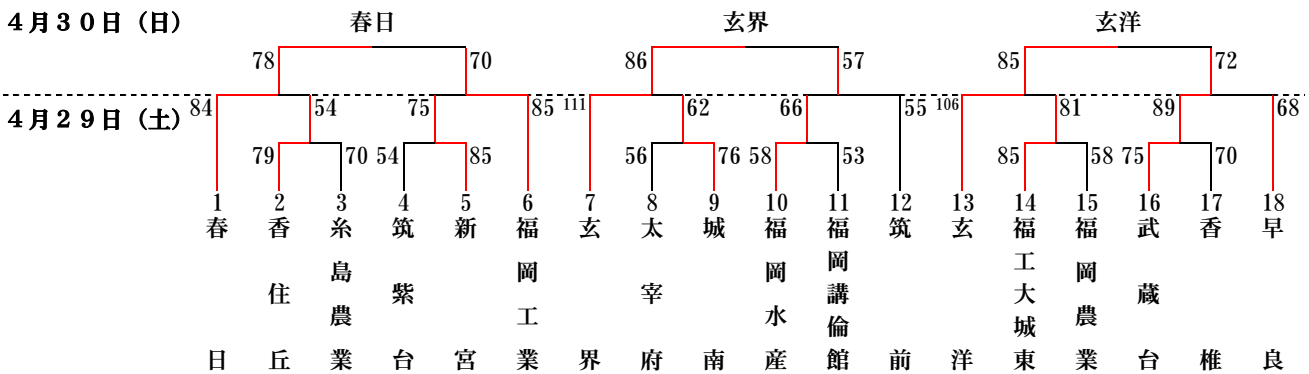 4月30日（日）
春日
玄界
玄洋
78 70 86 57 85 72
84 54 75 85 111 62 66 55 106 81 89 68
4月29日（土）
79 70 54 85 56 76 58 53 85 58 75 70
1 2 3 4 5 6 7 8 9 10 11 12 13 14 15 16 17 18
春日
香住丘
糸島農業
筑紫台
新宮
福岡工業
玄界
太宰府
城南
福岡水産
福岡講倫館
筑前
玄洋
福工大城東
福岡農業
武蔵台
香椎
早良